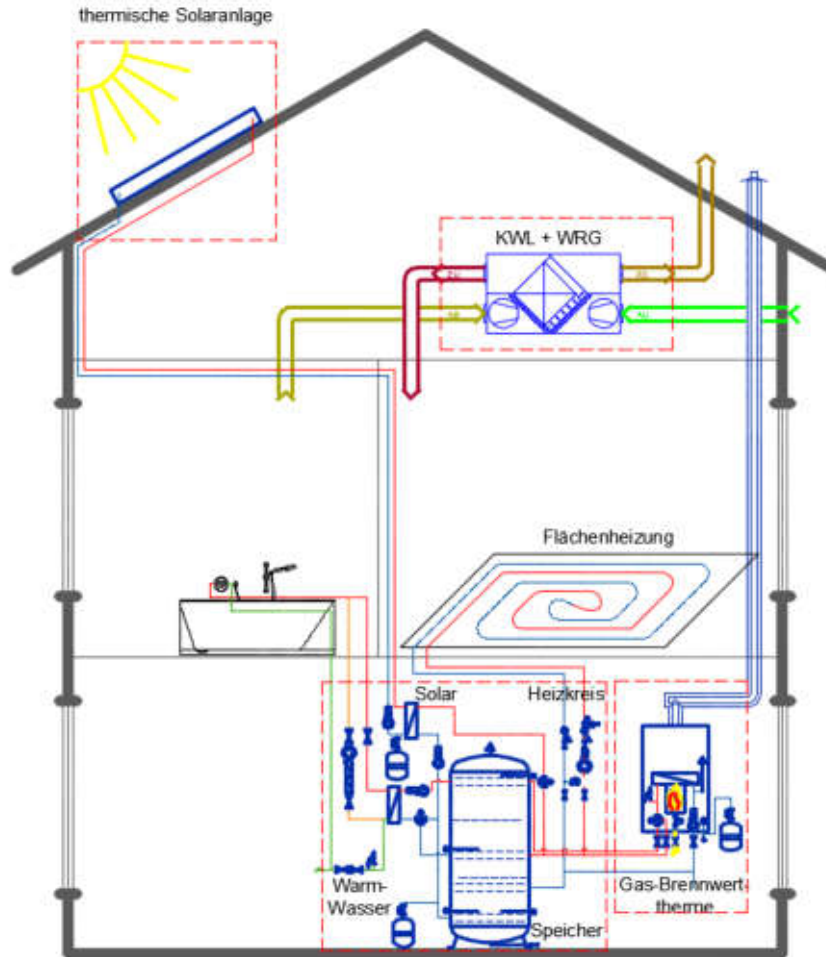 thermische Solaranlage
KWL + WRG
Flächenheizung
Solar
Heizkreis
Warm-
Wasser
Speicher
Gas-Brennwert-
therme